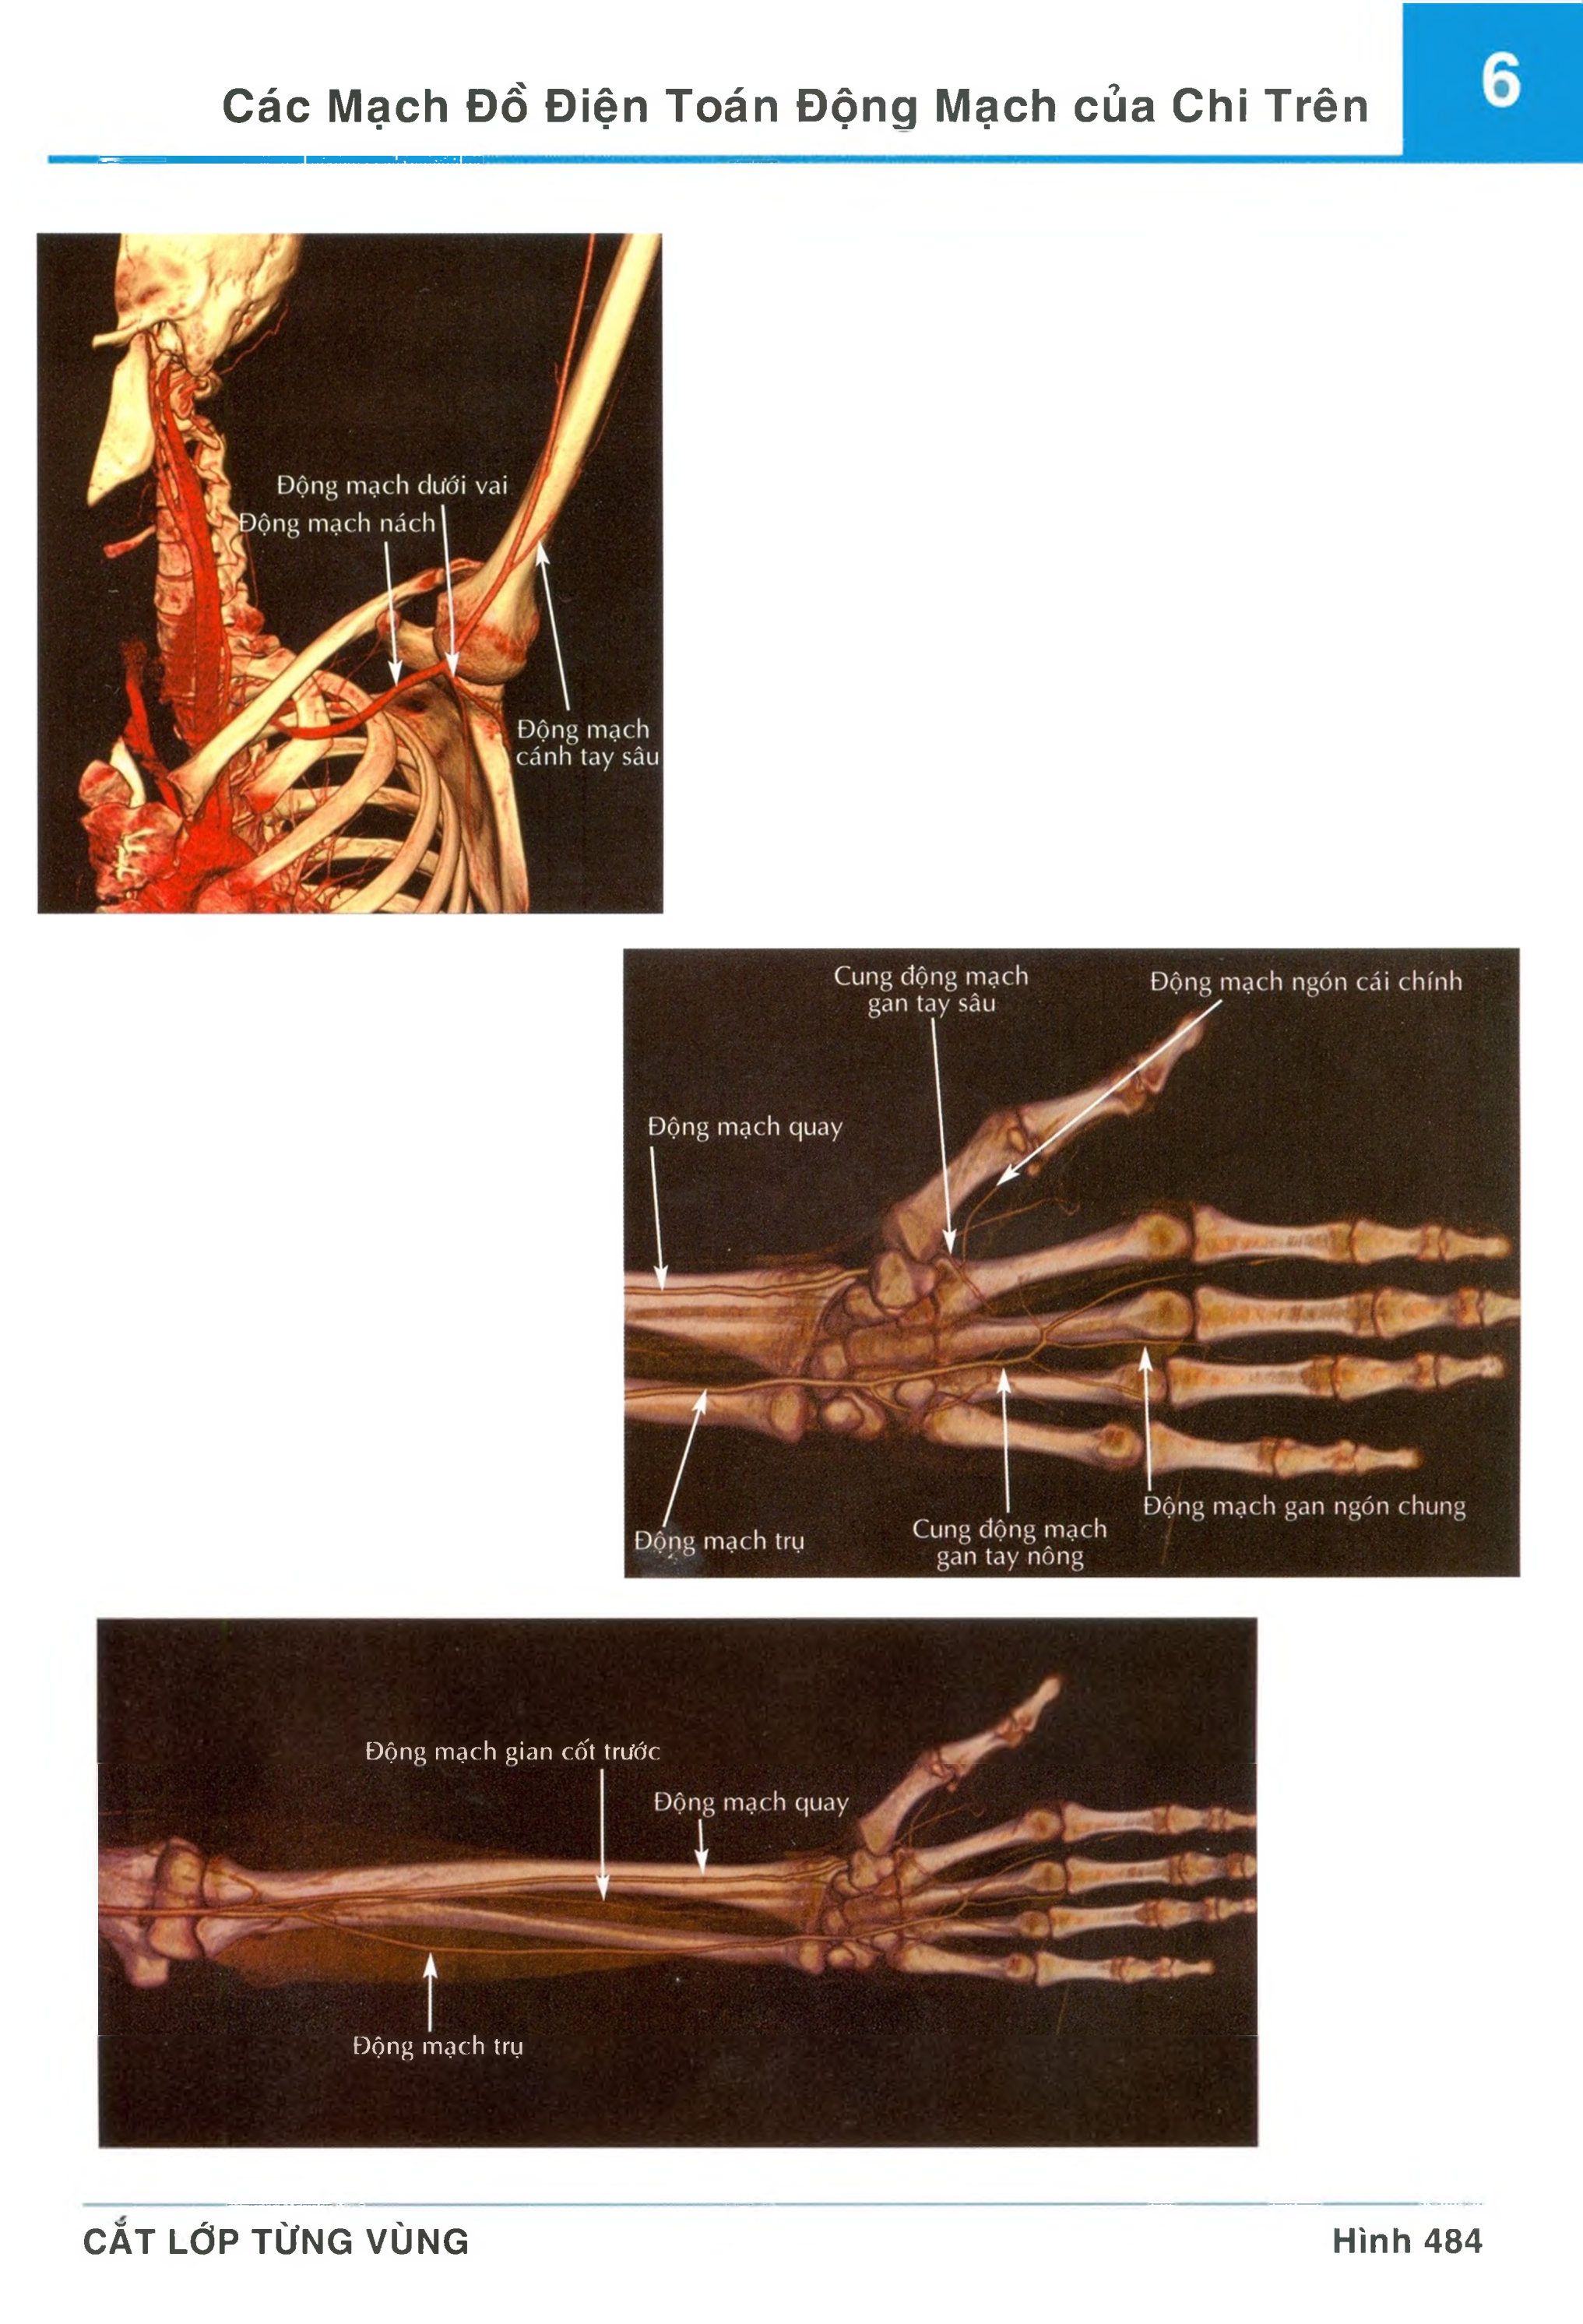 Các Mạch Đồ Điện Toán Động Mạch của Chi Trên
6
Động mạch dưới vai
Động mạch nách
Động mạch
cánh tay sâu
Cung động mạch
gan tay sâu
Động mạch ngón cái chính
Động mạch quay
Động mạch gan ngón chung
Cung động mạch
gan tay nông
Động mạch trụ
Động mạch gian cốt trước
Động mạch quay
Động mạch trụ
CẮT LỚP TỪNG VÙNG
Hình 484